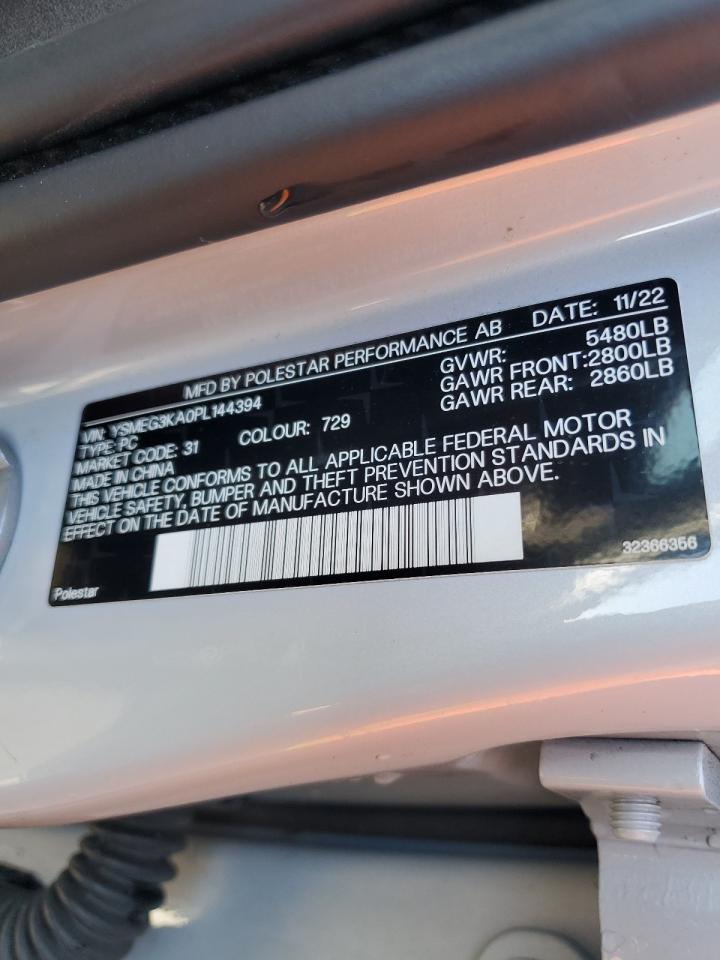 MFD BY POLESTAR PERFORMANCE AB DATE: 11/22
VIN: YSMEG3KA0PL144394 GVWR: 5480LB
TYPE: PC GAWR FRONT:2800LB
MARKET CODE: 31 COLOUR: 729 GAWR REAR: 2860LB
MADE IN CHINA
THIS VEHICLE CONFORMS TO ALL APPLICABLE FEDERAL MOTOR
VEHICLE SAFETY, BUMPER AND THEFT PREVENTION STANDARDS IN
EFFECT ON THE DATE OF MANUFACTURE SHOWN ABOVE.
Polestar 32366356